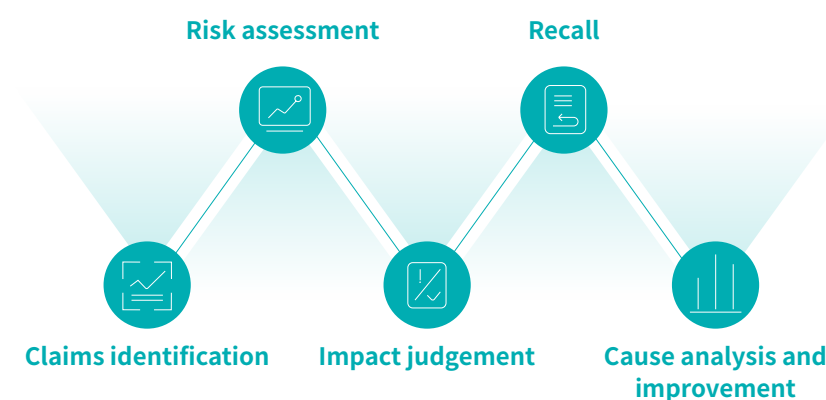 Risk assessment
Recall
Claims identification
Impact judgement
Cause analysis and
improvement